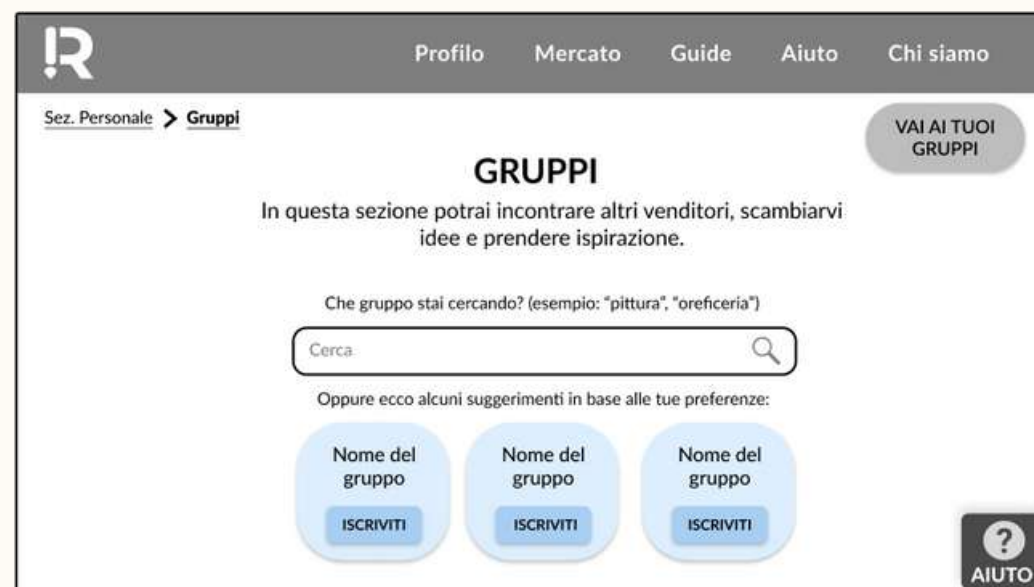 R
Profilo Mercato Guide Aiuto Chi siamo
Sez. Personale > Gruppi
VAI AI TUOI
GRUPPI
GRUPPI
In questa sezione potrai incontrare altri venditori, scambiarvi
idee e prendere ispirazione.
Che gruppo stai cercando? (esempio: “pittura”, “oreficeria”)
Cerca
Oppure ecco alcuni suggerimenti in base alle tue preferenze:
Nome del
gruppo
ISCRIVITI
Nome del
gruppo
ISCRIVITI
Nome del
gruppo
ISCRIVITI
?
AIUTO